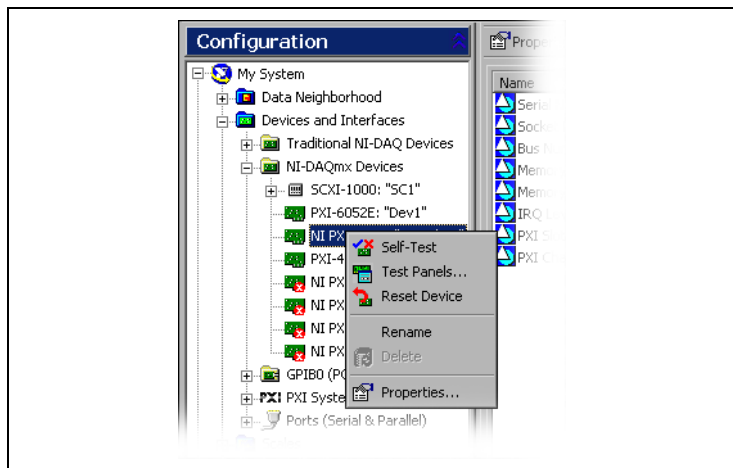 Configuration
My System
Data Neighborhood
Devices and Interfaces
Traditional NI-DAQ Devices
NI-DAQmx Devices
SCXI-1000: "SC1"
PXI-6052E: "Dev1"
NI PX
PXI-4
NI PX
NI PX
NI PX
NI PX
GPIB0 (PC
PXI Syste
Ports (Serial & Parallel)
Self-Test
Test Panels...
Reset Device
Rename
Delete
Properties...
Prope
Name
Serial
Socke
Bus N
Memo
Memo
IRQ L
PXI S
PXI Ch